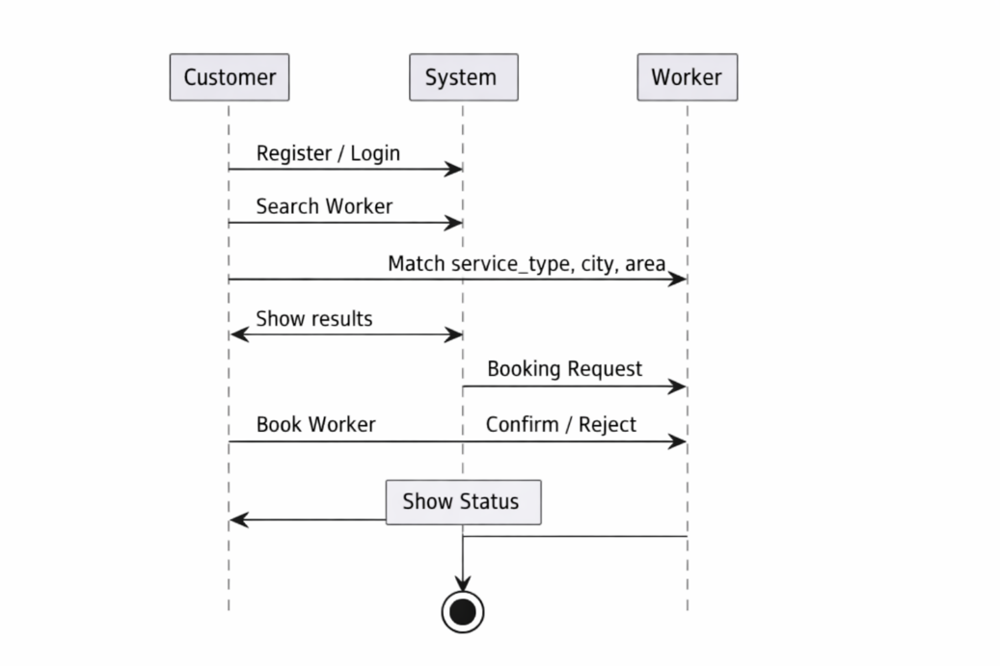 Customer
System
Worker
Register / Login
Search Worker
Match service_type, city, area
Show results
Booking Request
Book Worker
Confirm / Reject
Show Status